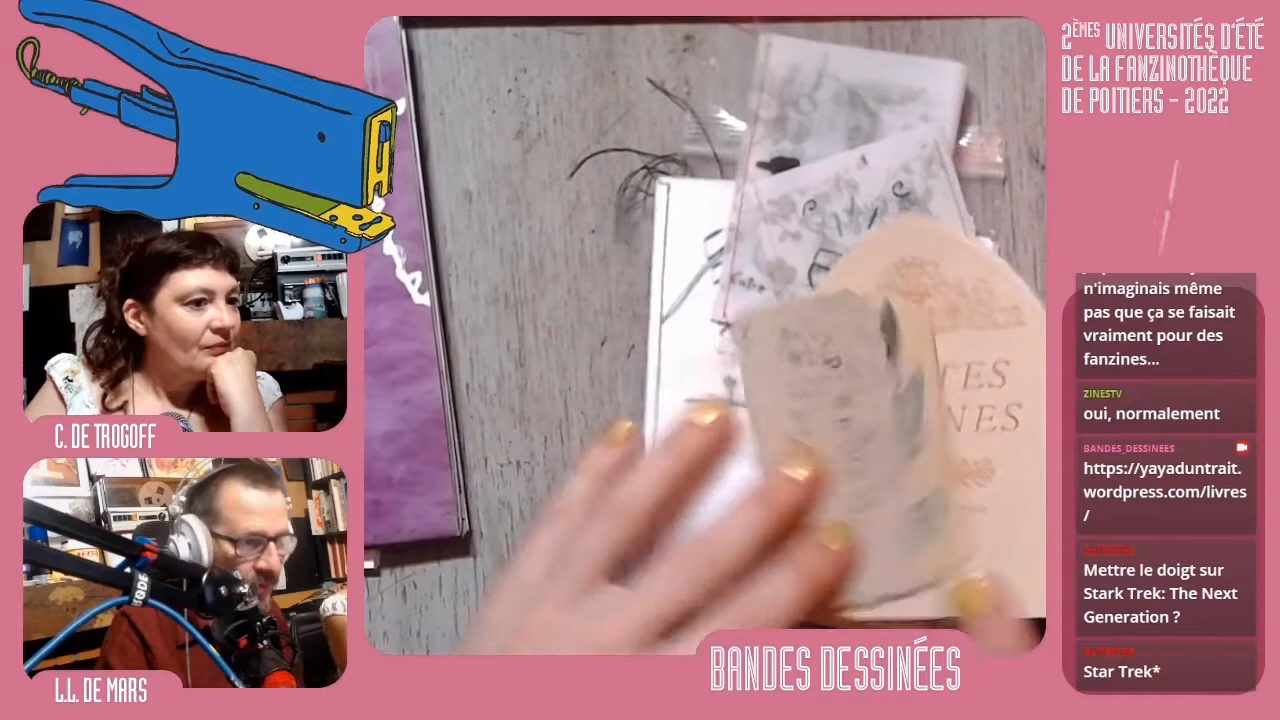 2ÈMES UNIVERSITÉS D'ÉTÉ
DE LA FANZINOTHÈQUE
DE POITIERS - 2022
C. DE TROGOFF
L.L. DE MARS
BANDES DESSINÉES
TES
NES
n'imaginais même
pas que ça se faisait
vraiment pour des
fanzines...
ZINESTV
oui, normalement
BANDES_DESSINEES
https://yayaduntrait.
wordpress.com/livres
/
Mettre le doigt sur
Stark Trek: The Next
Generation ?
Star Trek*